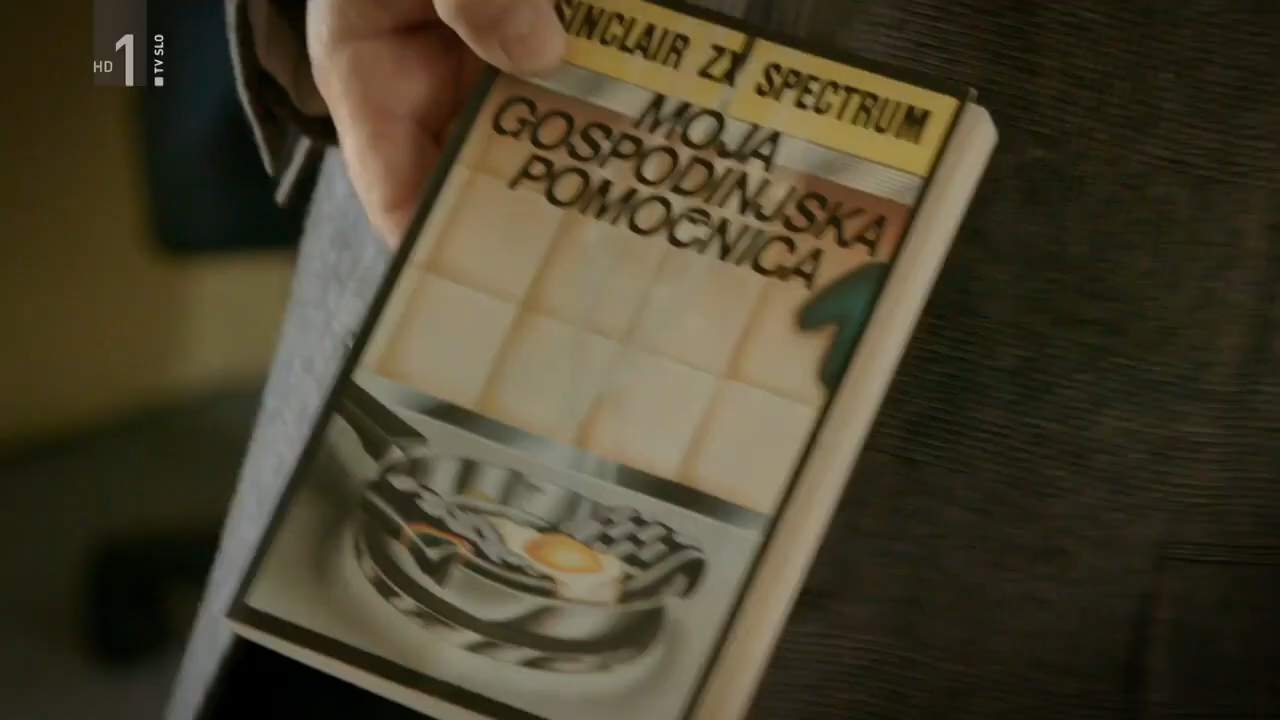 HD 1 TV SLO
SINCLAIR ZX SPECTRUM
MOJA
GOSPODINJSKA
POMOČNICA